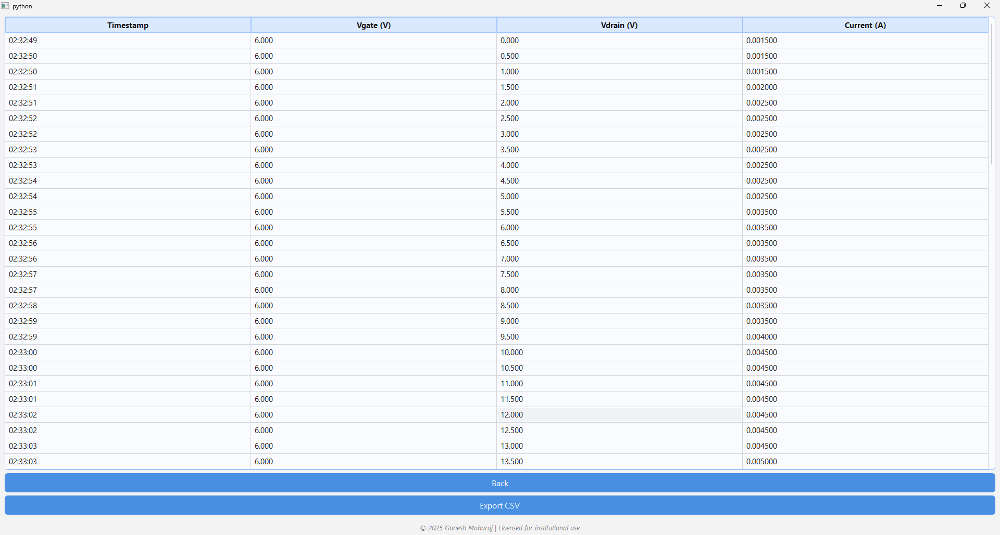 python
Timestamp Vgate (V) Vdrain (V) Current (A)
02:32:49 6.000 0.000 0.001500
02:32:50 6.000 0.500 0.001500
02:32:50 6.000 1.000 0.001500
02:32:51 6.000 1.500 0.002000
02:32:51 6.000 2.000 0.002500
02:32:52 6.000 2.500 0.002500
02:32:52 6.000 3.000 0.002500
02:32:53 6.000 3.500 0.002500
02:32:53 6.000 4.000 0.002500
02:32:54 6.000 4.500 0.002500
02:32:54 6.000 5.000 0.002500
02:32:55 6.000 5.500 0.003500
02:32:55 6.000 6.000 0.003500
02:32:56 6.000 6.500 0.003500
02:32:56 6.000 7.000 0.003500
02:32:57 6.000 7.500 0.003500
02:32:57 6.000 8.000 0.003500
02:32:58 6.000 8.500 0.003500
02:32:59 6.000 9.000 0.003500
02:32:59 6.000 9.500 0.004000
02:33:00 6.000 10.000 0.004500
02:33:00 6.000 10.500 0.004500
02:33:01 6.000 11.000 0.004500
02:33:01 6.000 11.500 0.004500
02:33:02 6.000 12.000 0.004500
02:33:02 6.000 12.500 0.004500
02:33:03 6.000 13.000 0.004500
02:33:03 6.000 13.500 0.005000
Back
Export CSV
© 2025 Ganesh Maharaj | Licensed for institutional use